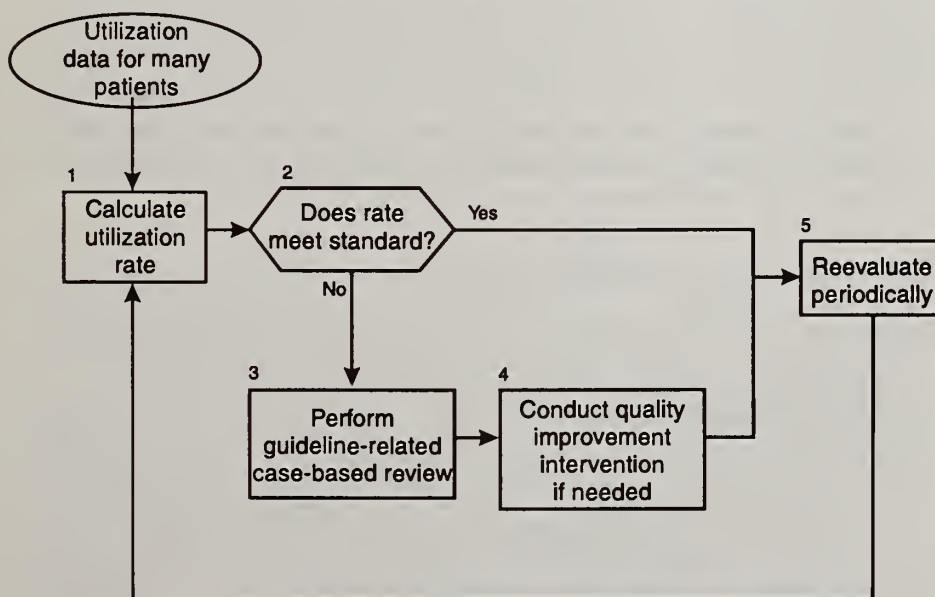 Utilization
data for many
patients
1
Calculate
utilization
rate
2
Does rate
meet standard?
Yes
No
3
Perform
guideline-related
case-based review
4
Conduct quality
improvement
intervention
if needed
5
Reevaluate
periodically